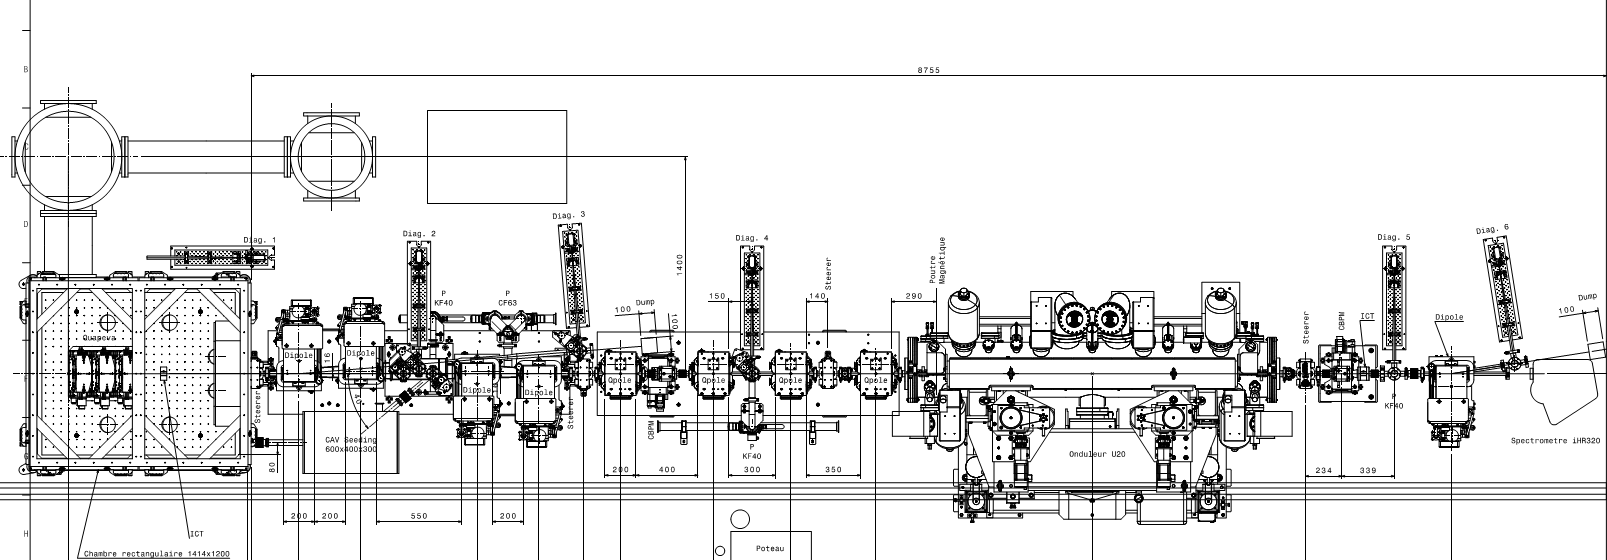 B
8755
C
D
Diag. 1
Diag. 2
Diag. 3
Diag. 4
Diag. 5
Diag. 6
Steerer
Poutre
Magnétique
1400
P
KF40
P
CF63
100
Dump
100
150
140
290
Steerer
CBPM
ICT
Dipole
100
Dump
Quapeva
Dipole
Dipole
Dipole
Dipole
Qpole
Qpole
Qpole
Qpole
F
Steerer
Steerer
CAV Seeding
600x400x300
CBPM
P
KF40
P
KF40
Onduleur U20
Spectrometre iHR320
G
80
200
400
300
350
234
339
200
200
550
200
H
ICT
Chambre rectangulaire 1414x1200
Poteau